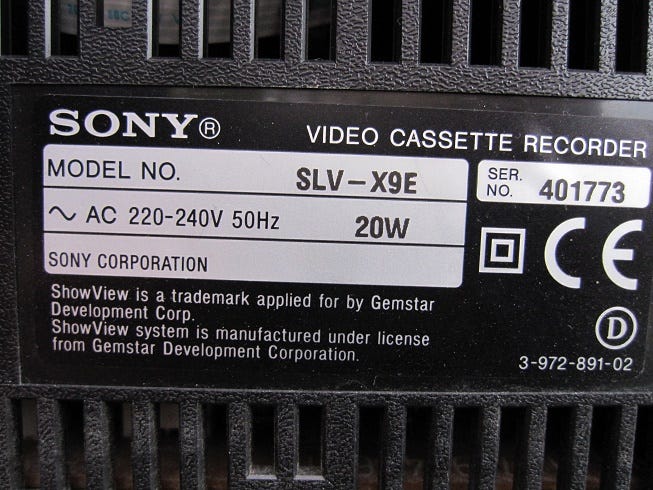 SONY®
VIDEO CASSETTE RECORDER
MODEL NO. SLV-X9E
SER. NO. 401773
~ AC 220-240V 50Hz 20W
SONY CORPORATION
CE
ShowView is a trademark applied for by Gemstar
Development Corp.
ShowView system is manufactured under license
from Gemstar Development Corporation.
D
3-972-891-02